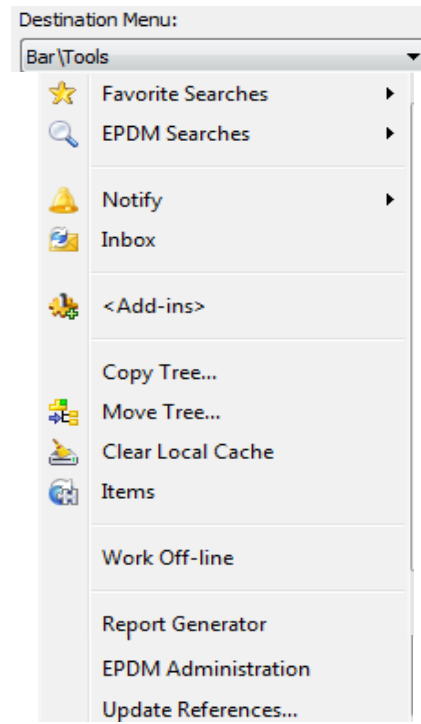 Destination Menu:
Bar\Tools
Favorite Searches
EPDM Searches
Notify
Inbox
<Add-ins>
Copy Tree...
Move Tree...
Clear Local Cache
Items
Work Off-line
Report Generator
EPDM Administration
Update References...